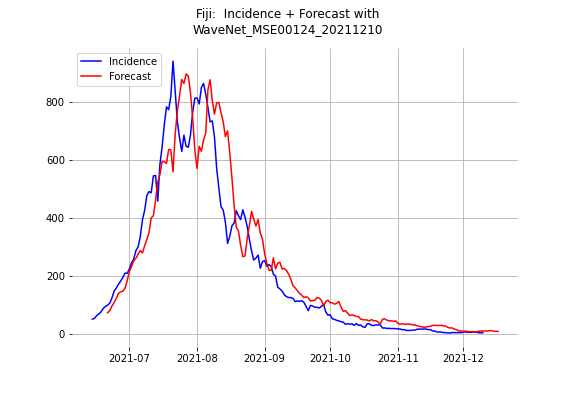 Fiji:  Incidence + Forecast with
WaveNet_MSE00124_20211210
Incidence
Forecast
800
600
400
200
0
2021-07 2021-08 2021-09 2021-10 2021-11 2021-12